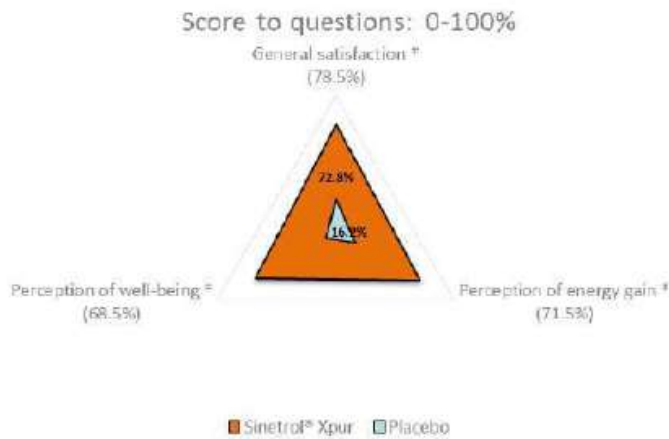 Score to questions: 0-100%
General satisfaction #
(78.5%)
72.8%
16.2%
Perception of well-being #
(68.5%)
Perception of energy gain #
(71.5%)
Sinetrol® Xpur
Placebo